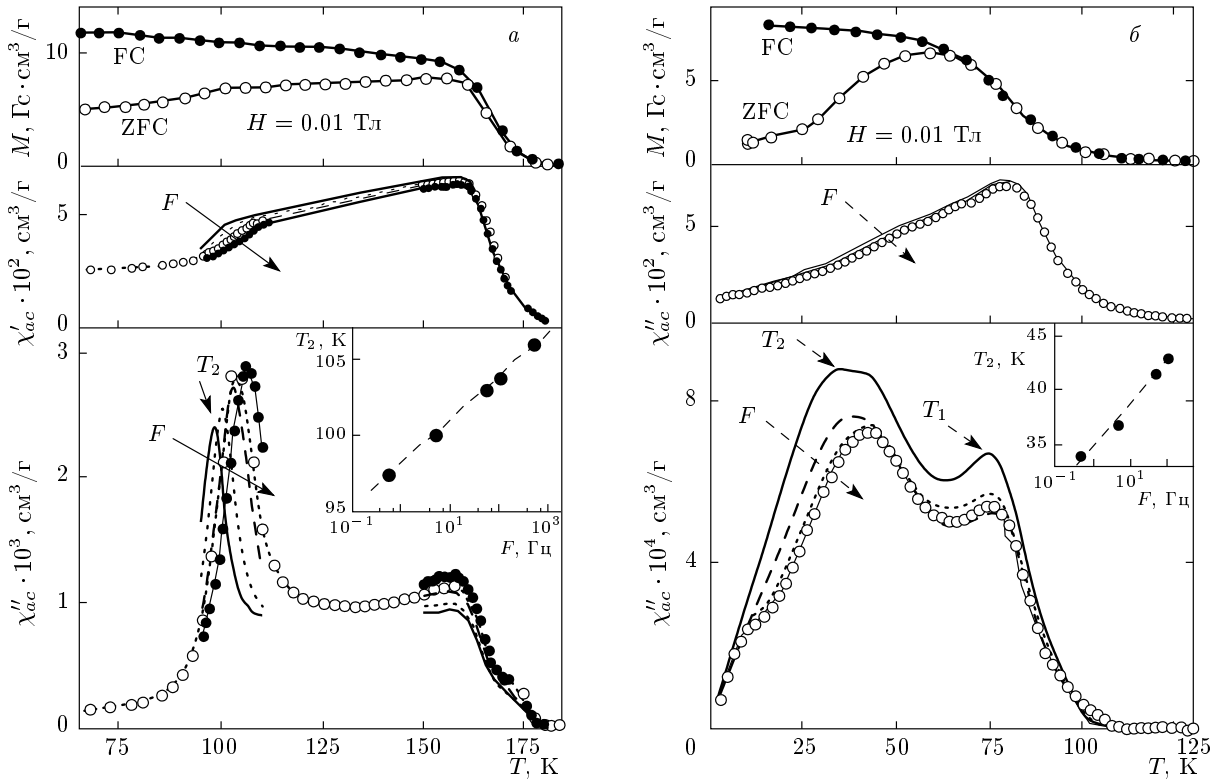 M, Гс · см³/г
10
0
а
FC
ZFC
H = 0.01 Тл
χ′ac · 10², см³/г
5
0
F
χ″ac · 10³, см³/г
3
2
1
0
T₂
F
T₂, К
105
100
95
10⁻¹ 10¹ 10³
F, Гц
75 100 125 150 175
T, К
M, Гс · см³/г
5
0
б
FC
ZFC
H = 0.01 Тл
χ″ac · 10², см³/г
5
0
F
χ″ac · 10⁴, см³/г
8
4
0
T₂
F
T₁
T₂, К
45
40
35
10⁻¹ 10¹
F, Гц
25 50 75 100 125
T, К